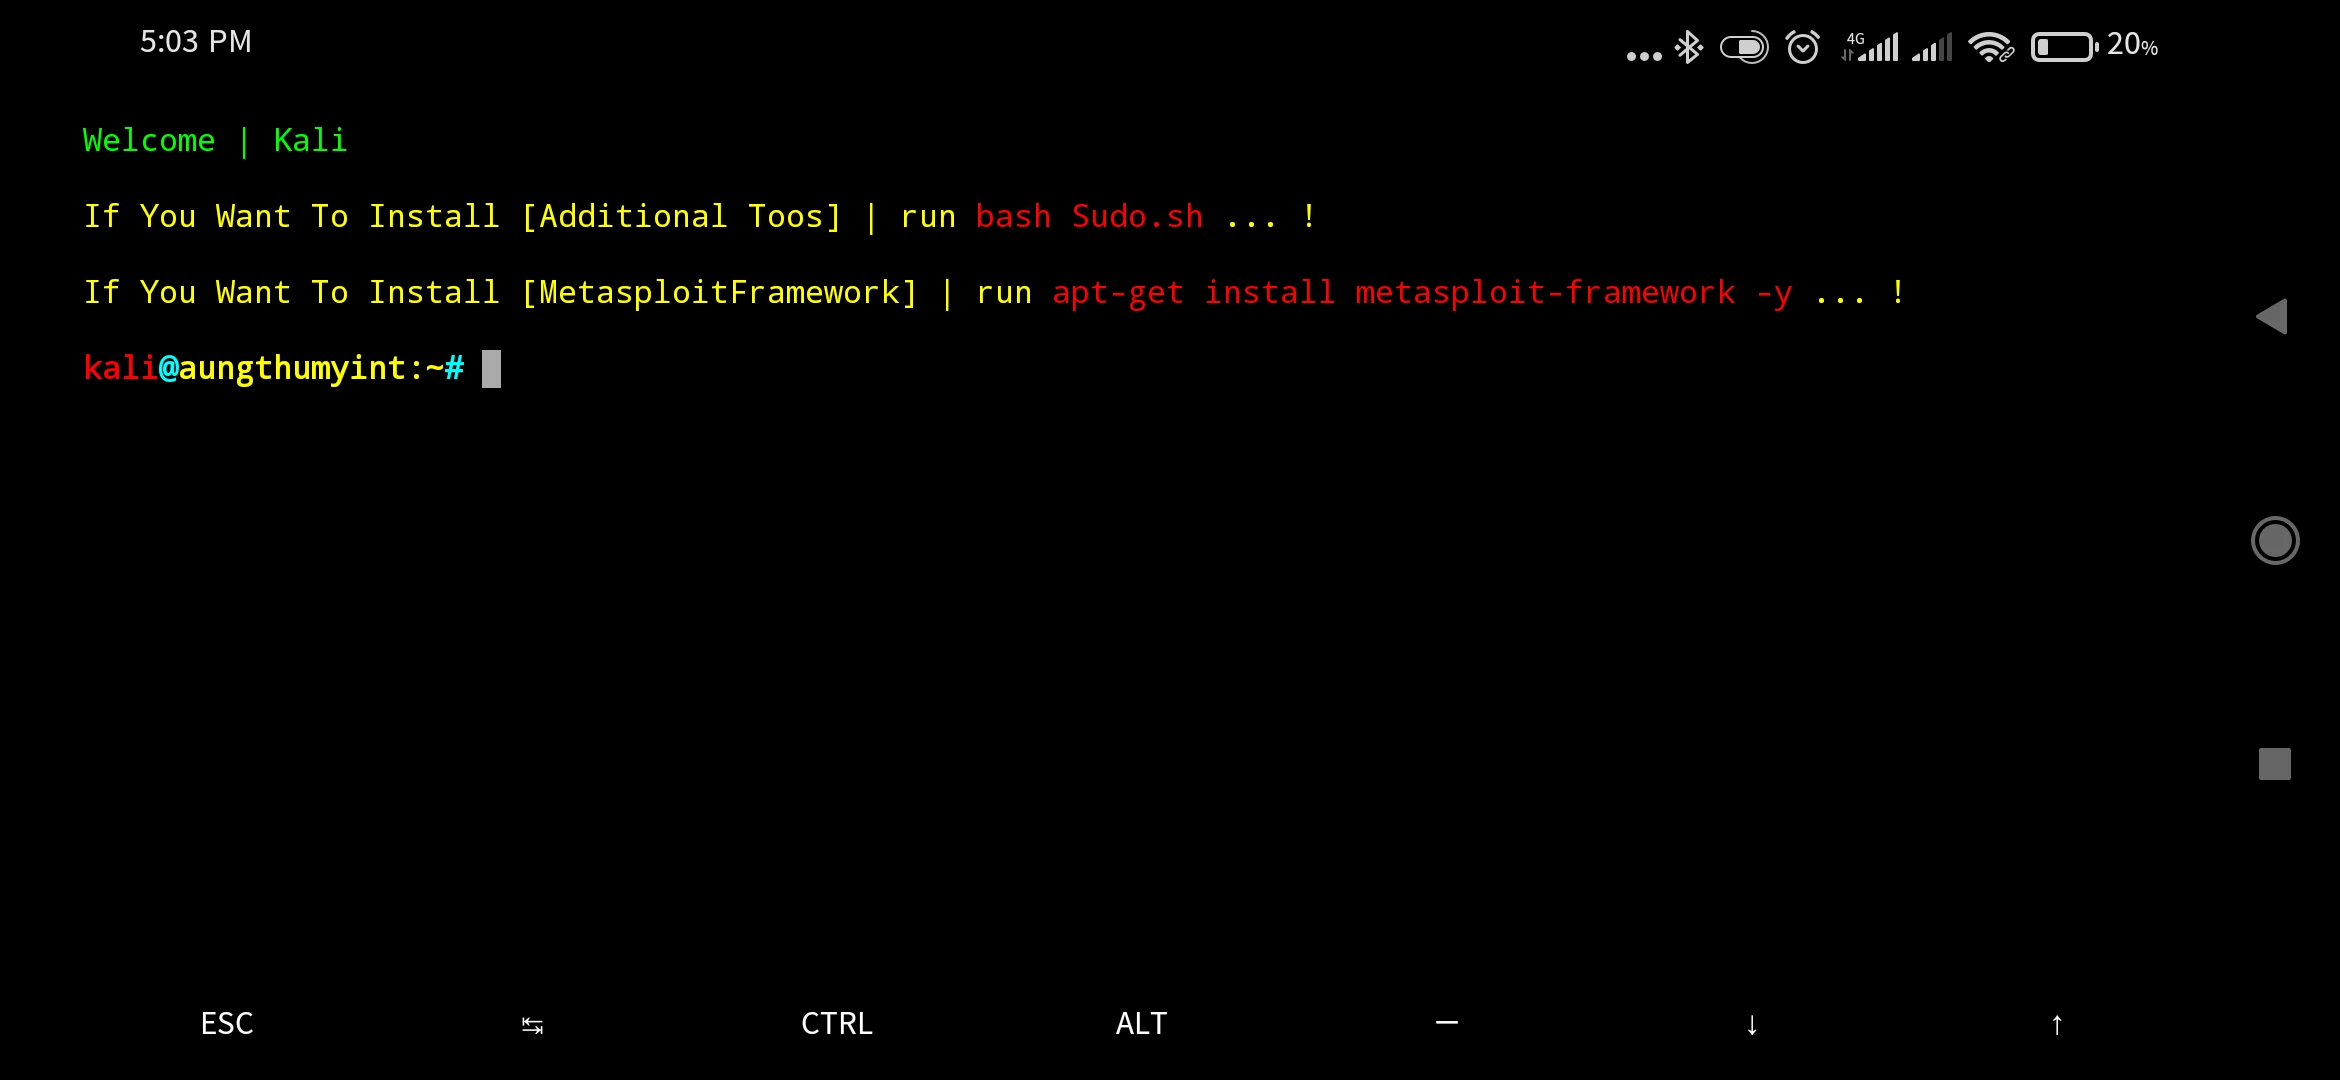 5:03 PM
4G
20%
Welcome | Kali
If You Want To Install [Additional Toos] | run bash Sudo.sh ... !
If You Want To Install [MetasploitFramework] | run apt-get install metasploit-framework -y ... !
kali@aungthumyint:~#
ESC ↹ CTRL ALT — ↓ ↑